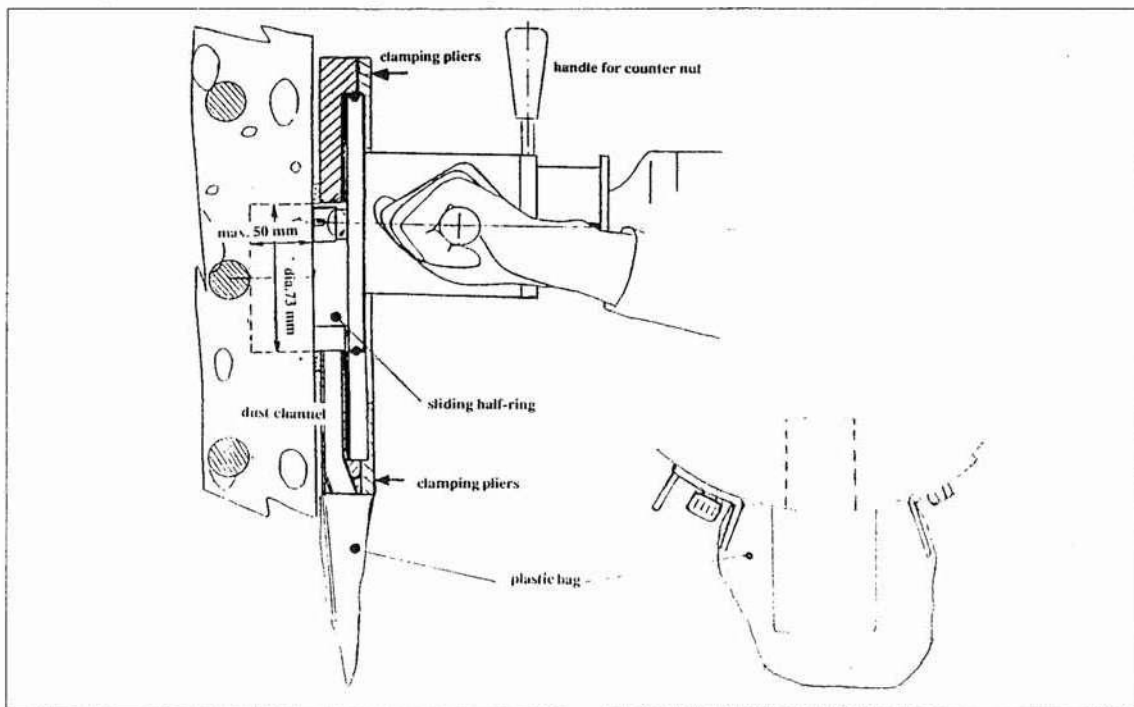 clamping pliers
handle for counter nut
max. 50 mm
dia.73 mm
sliding half-ring
dust channel
clamping pliers
plastic bag